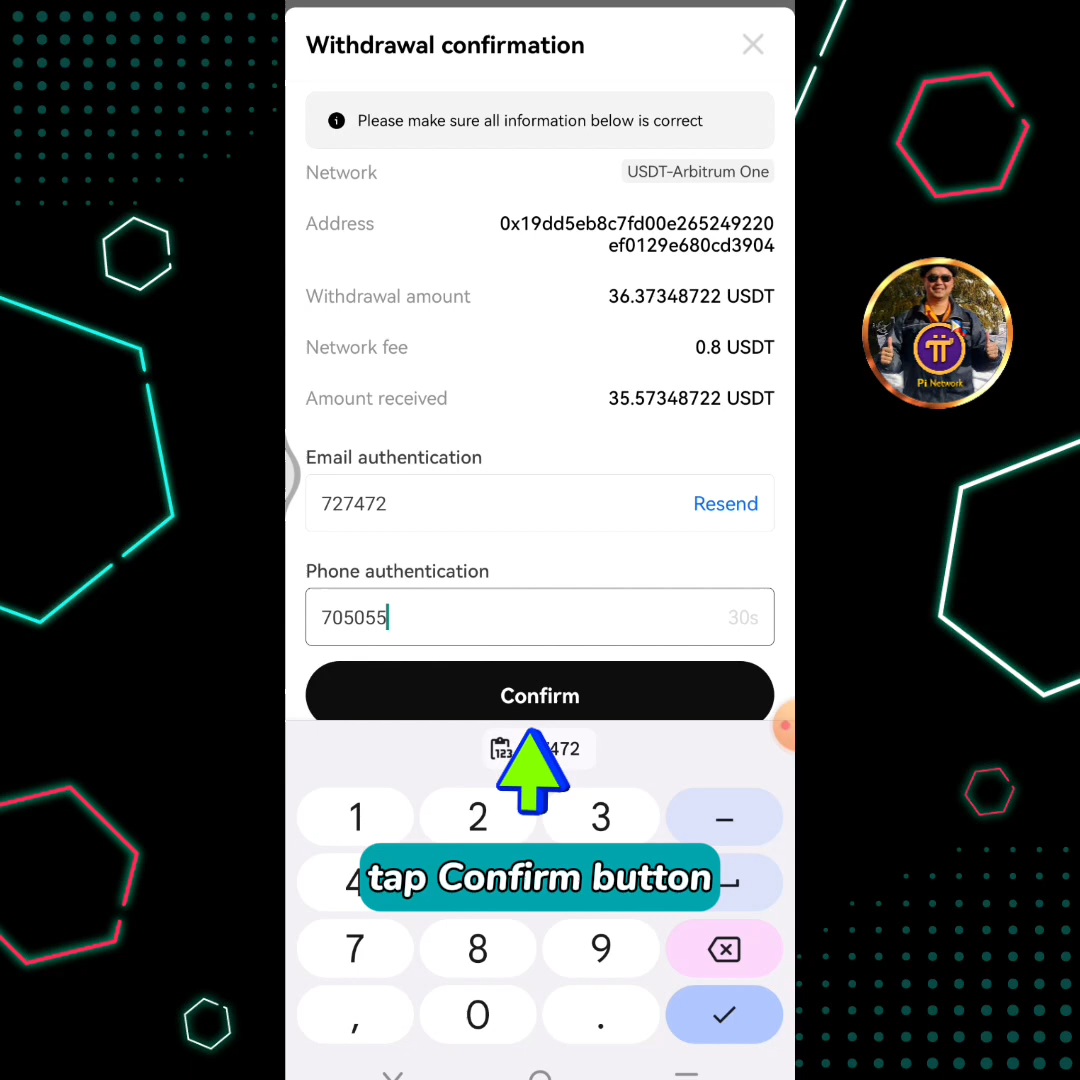 Withdrawal confirmation
Please make sure all information below is correct
Network
USDT-Arbitrum One
Address
0x19dd5eb8c7fd00e265249220
ef0129e680cd3904
Withdrawal amount
36.37348722 USDT
Network fee
0.8 USDT
Amount received
35.57348722 USDT
Email authentication
727472
Resend
Phone authentication
705055
30s
Confirm
π
Pi Network
123
472
1
2
3
–
4
tap Confirm button
7
8
9
,
0
.